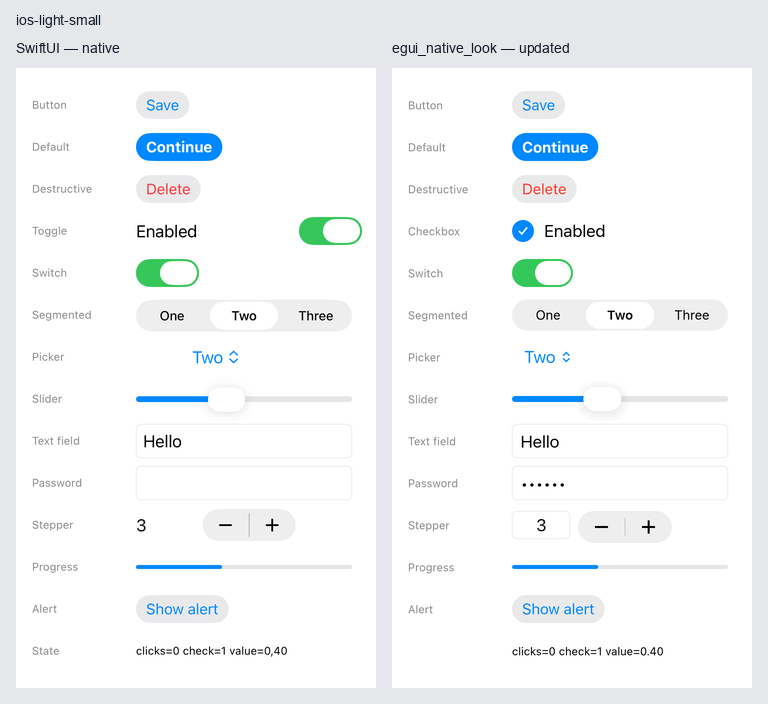 ios-light-small
SwiftUI — native
Button Save
Default Continue
Destructive Delete
Toggle Enabled
Switch
Segmented One Two Three
Picker Two
Slider
Text field Hello
Password
Stepper 3 − +
Progress
Alert Show alert
State clicks=0 check=1 value=0,40
egui_native_look — updated
Button Save
Default Continue
Destructive Delete
Checkbox Enabled
Switch
Segmented One Two Three
Picker Two
Slider
Text field Hello
Password ••••••
Stepper 3 − +
Progress
Alert Show alert
clicks=0 check=1 value=0.40